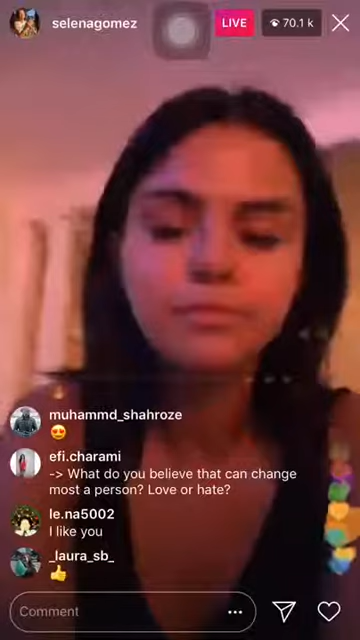 selenagomez
LIVE
70.1 k
muhammd_shahroze
😍
efi.charami
-> What do you believe that can change
most a person? Love or hate?
le.na5002
I like you
_laura_sb_
👍
Comment